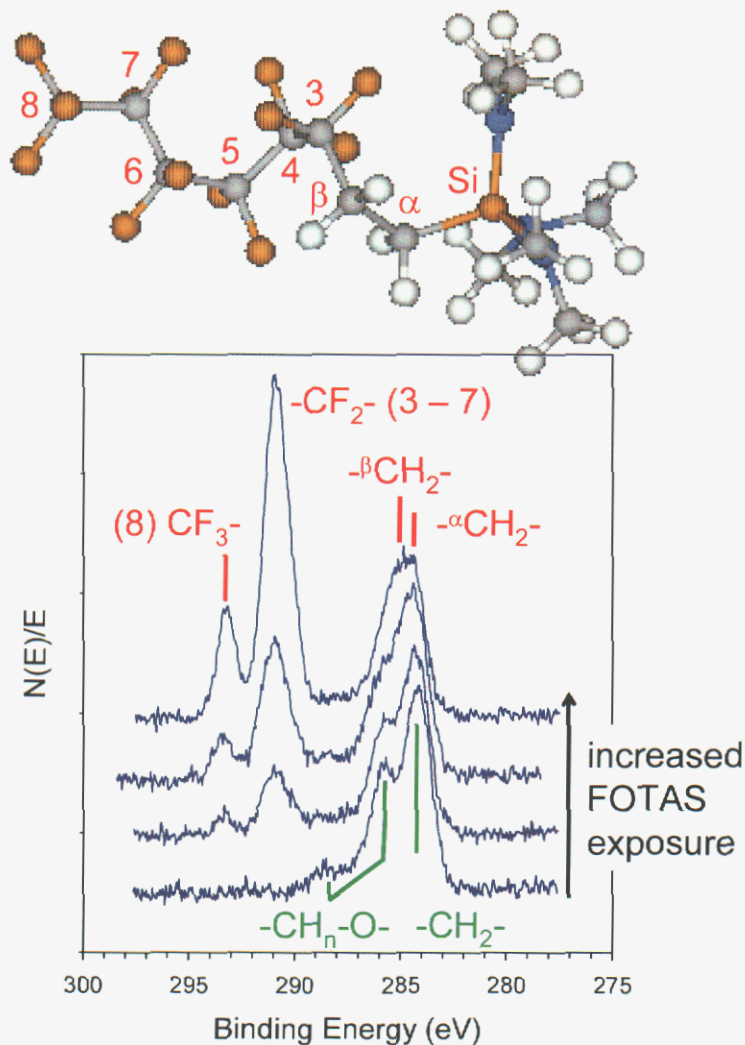 7
8
3
5
4
6
Si
β
α
-CF₂- (3 – 7)
-ᵝCH₂-
(8) CF₃-
-ᵅCH₂-
N(E)/E
increased
FOTAS
exposure
-CHₙ-O-
-CH₂-
300
295
290
285
280
275
Binding Energy (eV)